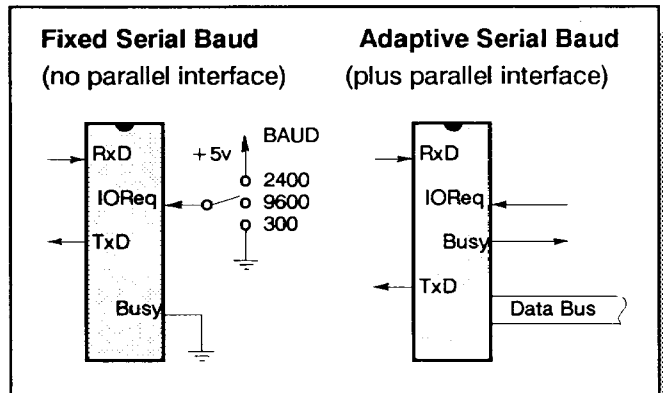 Fixed Serial Baud
(no parallel interface)
RxD
IOReq
TxD
Busy
+5v
BAUD
2400
9600
300
Adaptive Serial Baud
(plus parallel interface)
RxD
IOReq
Busy
TxD
Data Bus